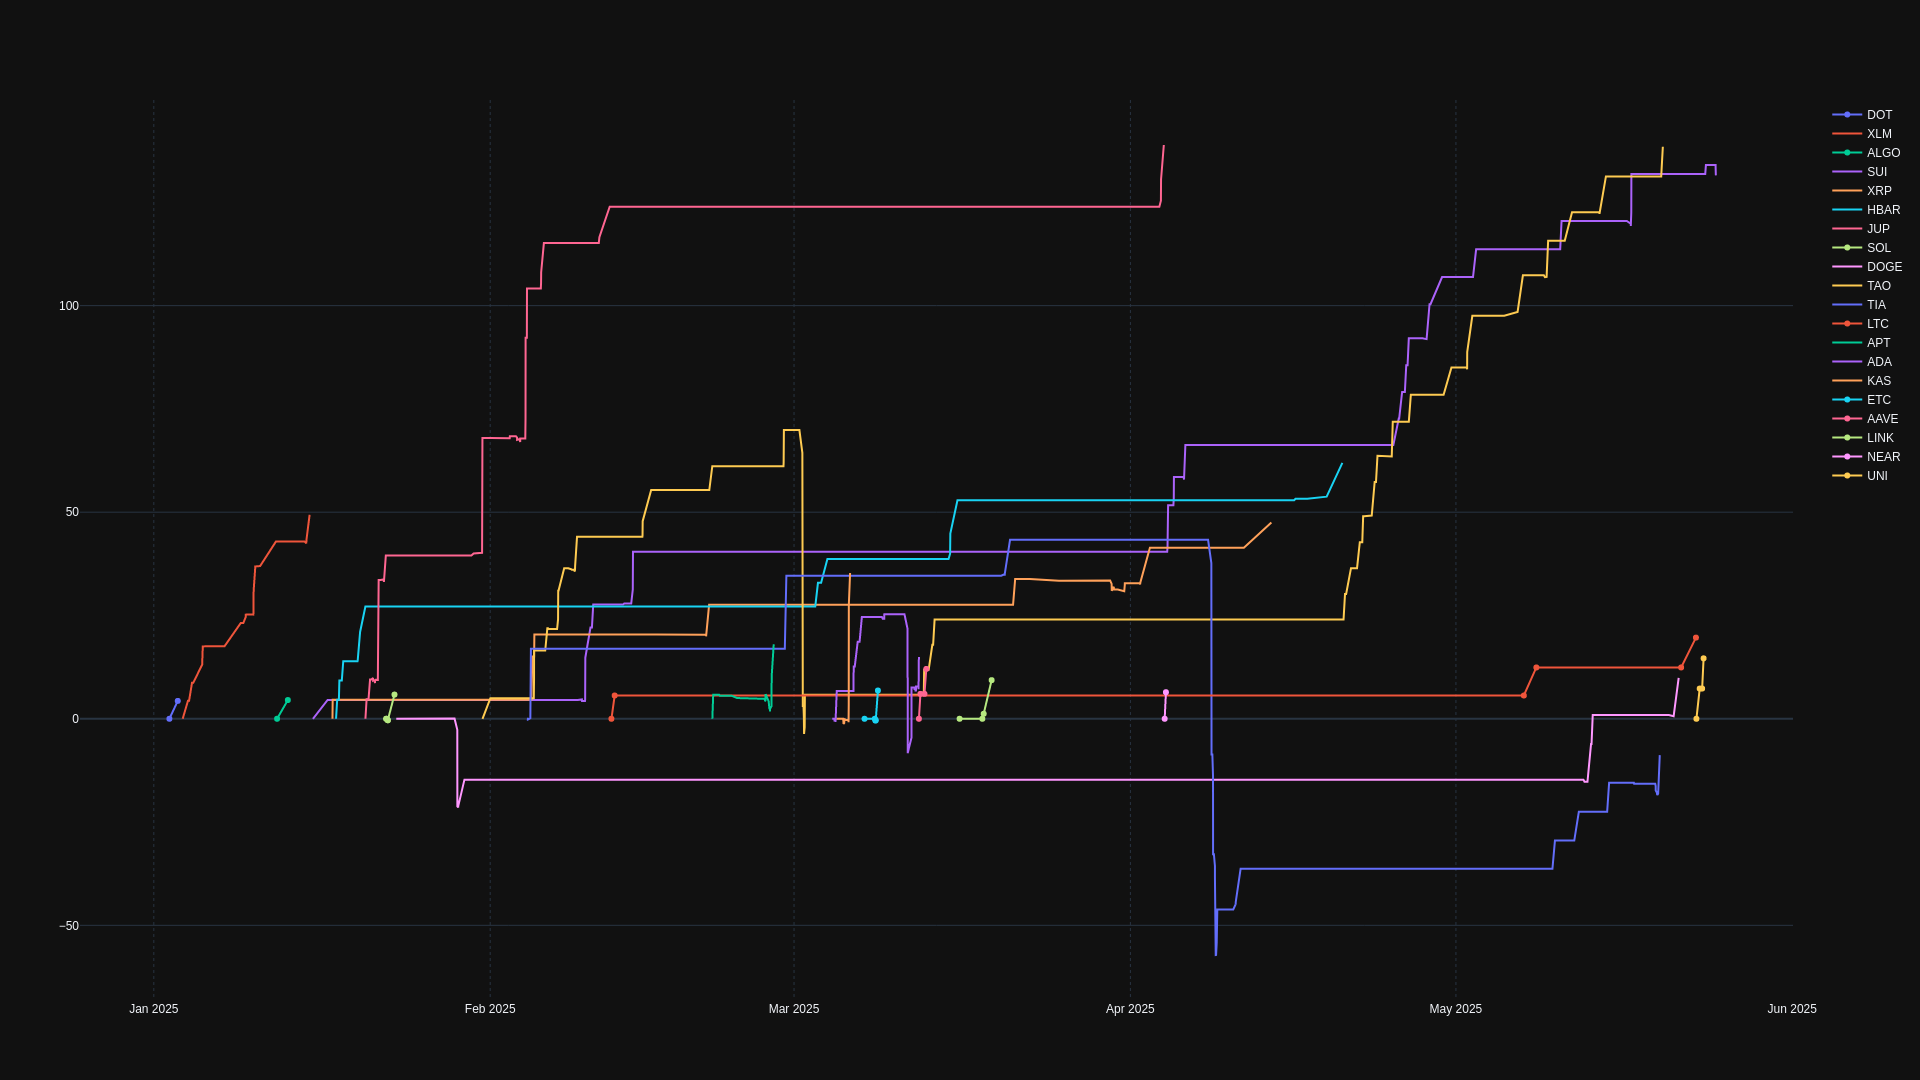 100
50
0
−50
Jan 2025
Feb 2025
Mar 2025
Apr 2025
May 2025
Jun 2025
DOT
XLM
ALGO
SUI
XRP
HBAR
JUP
SOL
DOGE
TAO
TIA
LTC
APT
ADA
KAS
ETC
AAVE
LINK
NEAR
UNI